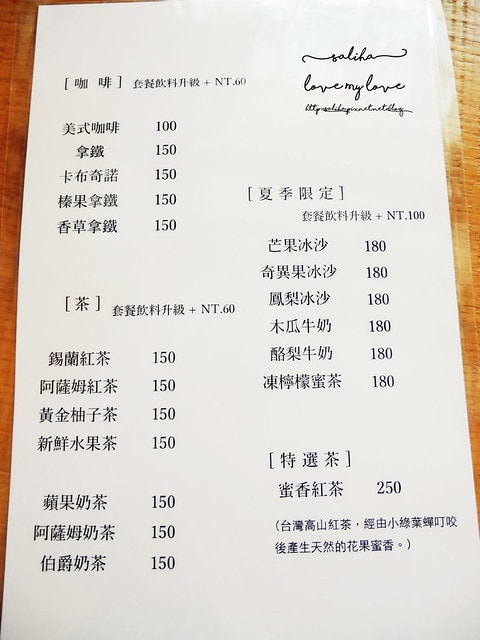 saliha
love my love
http:saliha.pixnet.net/blog
[咖 啡] 套餐飲料升級 + NT.60
美式咖啡 100
拿鐵 150
卡布奇諾 150
榛果拿鐵 150
香草拿鐵 150
[茶] 套餐飲料升級 + NT.60
錫蘭紅茶 150
阿薩姆紅茶 150
黃金柚子茶 150
新鮮水果茶 150
蘋果奶茶 150
阿薩姆奶茶 150
伯爵奶茶 150
[夏季限定]
套餐飲料升級 + NT.100
芒果冰沙 180
奇異果冰沙 180
鳳梨冰沙 180
木瓜牛奶 180
酪梨牛奶 180
凍檸檬蜜茶 180
[特選茶]
蜜香紅茶 250
(台灣高山紅茶，經由小綠葉蟬叮咬
後產生天然的花果蜜香。)